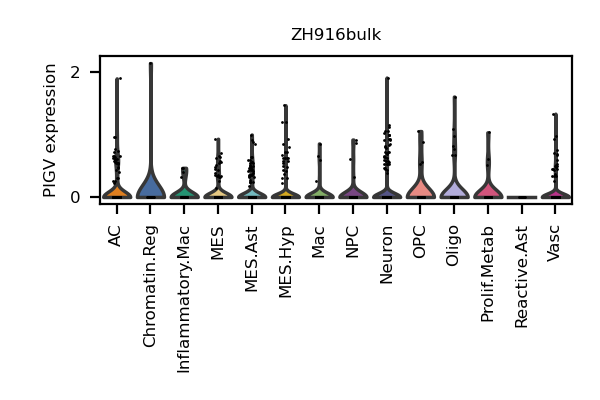 ZH916bulk
PIGV expression
2
0
AC
Chromatin.Reg
Inflammatory.Mac
MES
MES.Ast
MES.Hyp
Mac
NPC
Neuron
OPC
Oligo
Prolif.Metab
Reactive.Ast
Vasc